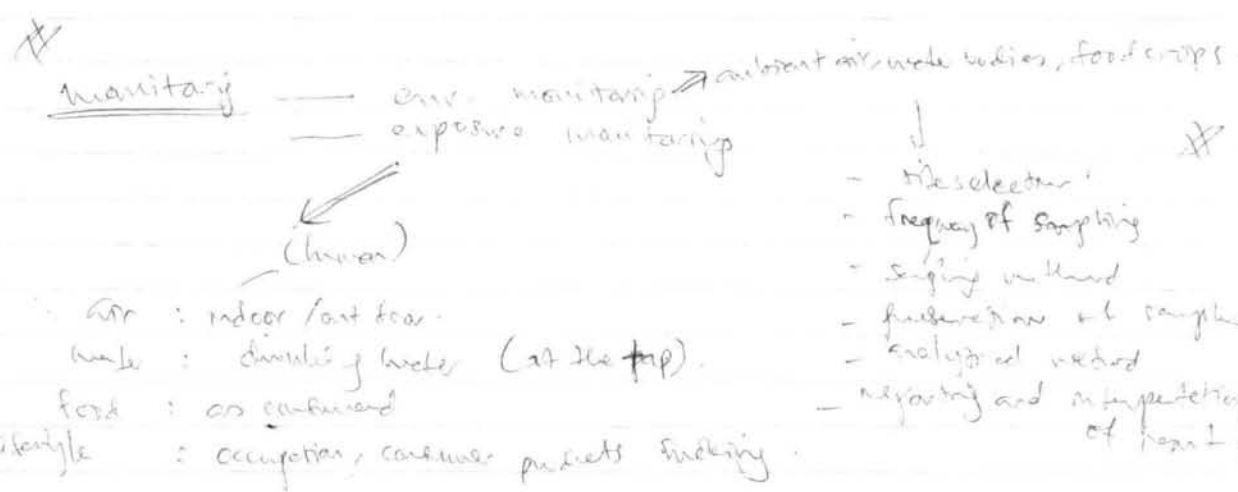 Monitoring — env. monitoring → ambient air, water bodies, food crops
— exposure monitoring
(human)
air : indoor / out door.
water : drinking water (at the tap).
food : as consumed
lifestyle : occupation, consumer products smoking.
- site selection
- frequency of sampling
- sampling method
- preservation of sample
- analytical method
- reporting and interpretation
of result